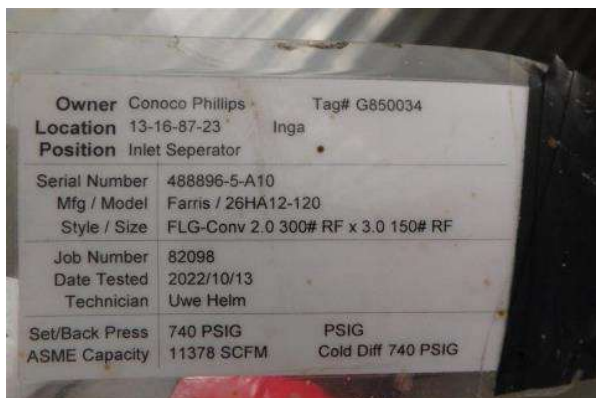 Owner Conoco Phillips Tag# G850034
Location 13-16-87-23 Inga
Position Inlet Seperator
Serial Number 488896-5-A10
Mfg / Model Farris / 26HA12-120
Style / Size FLG-Conv 2.0 300# RF x 3.0 150# RF
Job Number 82098
Date Tested 2022/10/13
Technician Uwe Helm
Set/Back Press 740 PSIG PSIG
ASME Capacity 11378 SCFM Cold Diff 740 PSIG